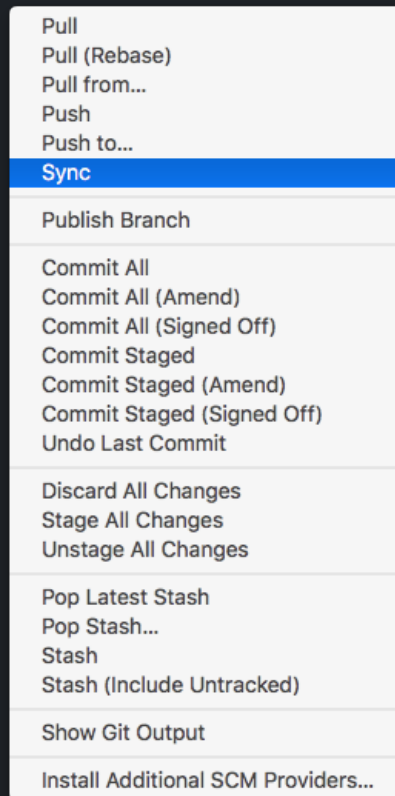 Pull
Pull (Rebase)
Pull from...
Push
Push to...
Sync
Publish Branch
Commit All
Commit All (Amend)
Commit All (Signed Off)
Commit Staged
Commit Staged (Amend)
Commit Staged (Signed Off)
Undo Last Commit
Discard All Changes
Stage All Changes
Unstage All Changes
Pop Latest Stash
Pop Stash...
Stash
Stash (Include Untracked)
Show Git Output
Install Additional SCM Providers...